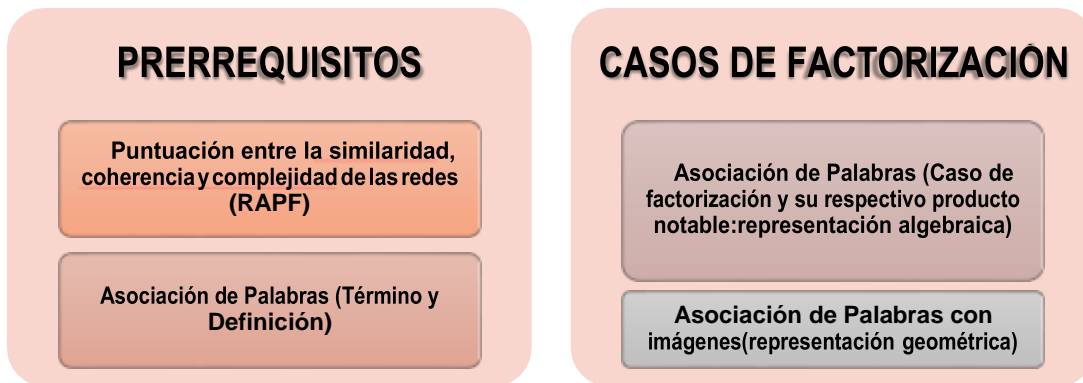 PRERREQUISITOS
Puntuación entre la similaridad,
coherencia y complejidad de las redes
(RAPF)
Asociación de Palabras (Término y
Definición)
CASOS DE FACTORIZACIÓN
Asociación de Palabras (Caso de
factorización y su respectivo producto
notable:representación algebraica)
Asociación de Palabras con
imágenes(representación geométrica)